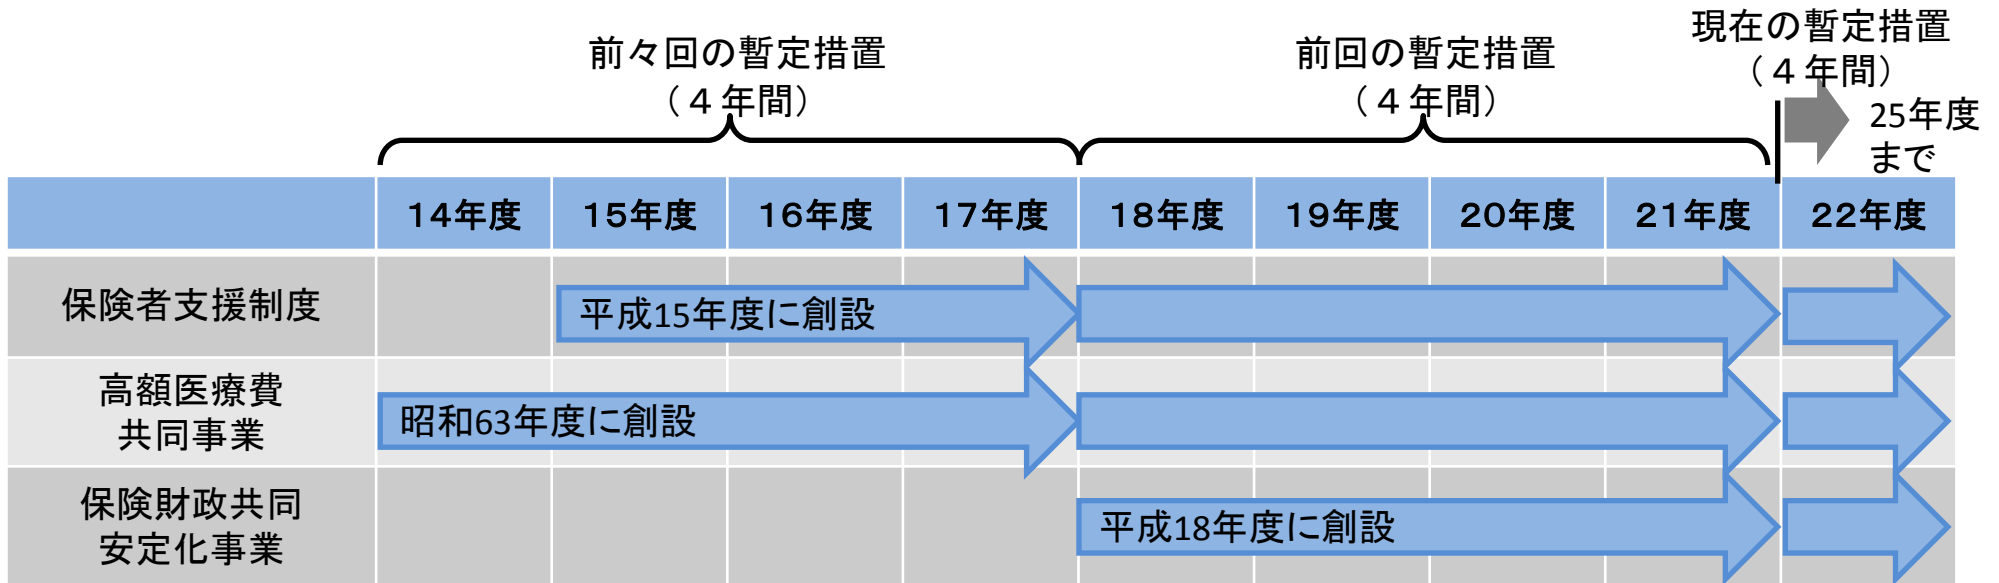 前々回の暫定措置
（４年間）
前回の暫定措置
（４年間）
現在の暫定措置
（４年間）
25年度
まで
14年度
15年度
16年度
17年度
18年度
19年度
20年度
21年度
22年度
保険者支援制度
平成15年度に創設
高額医療費
共同事業
昭和63年度に創設
保険財政共同
安定化事業
平成18年度に創設